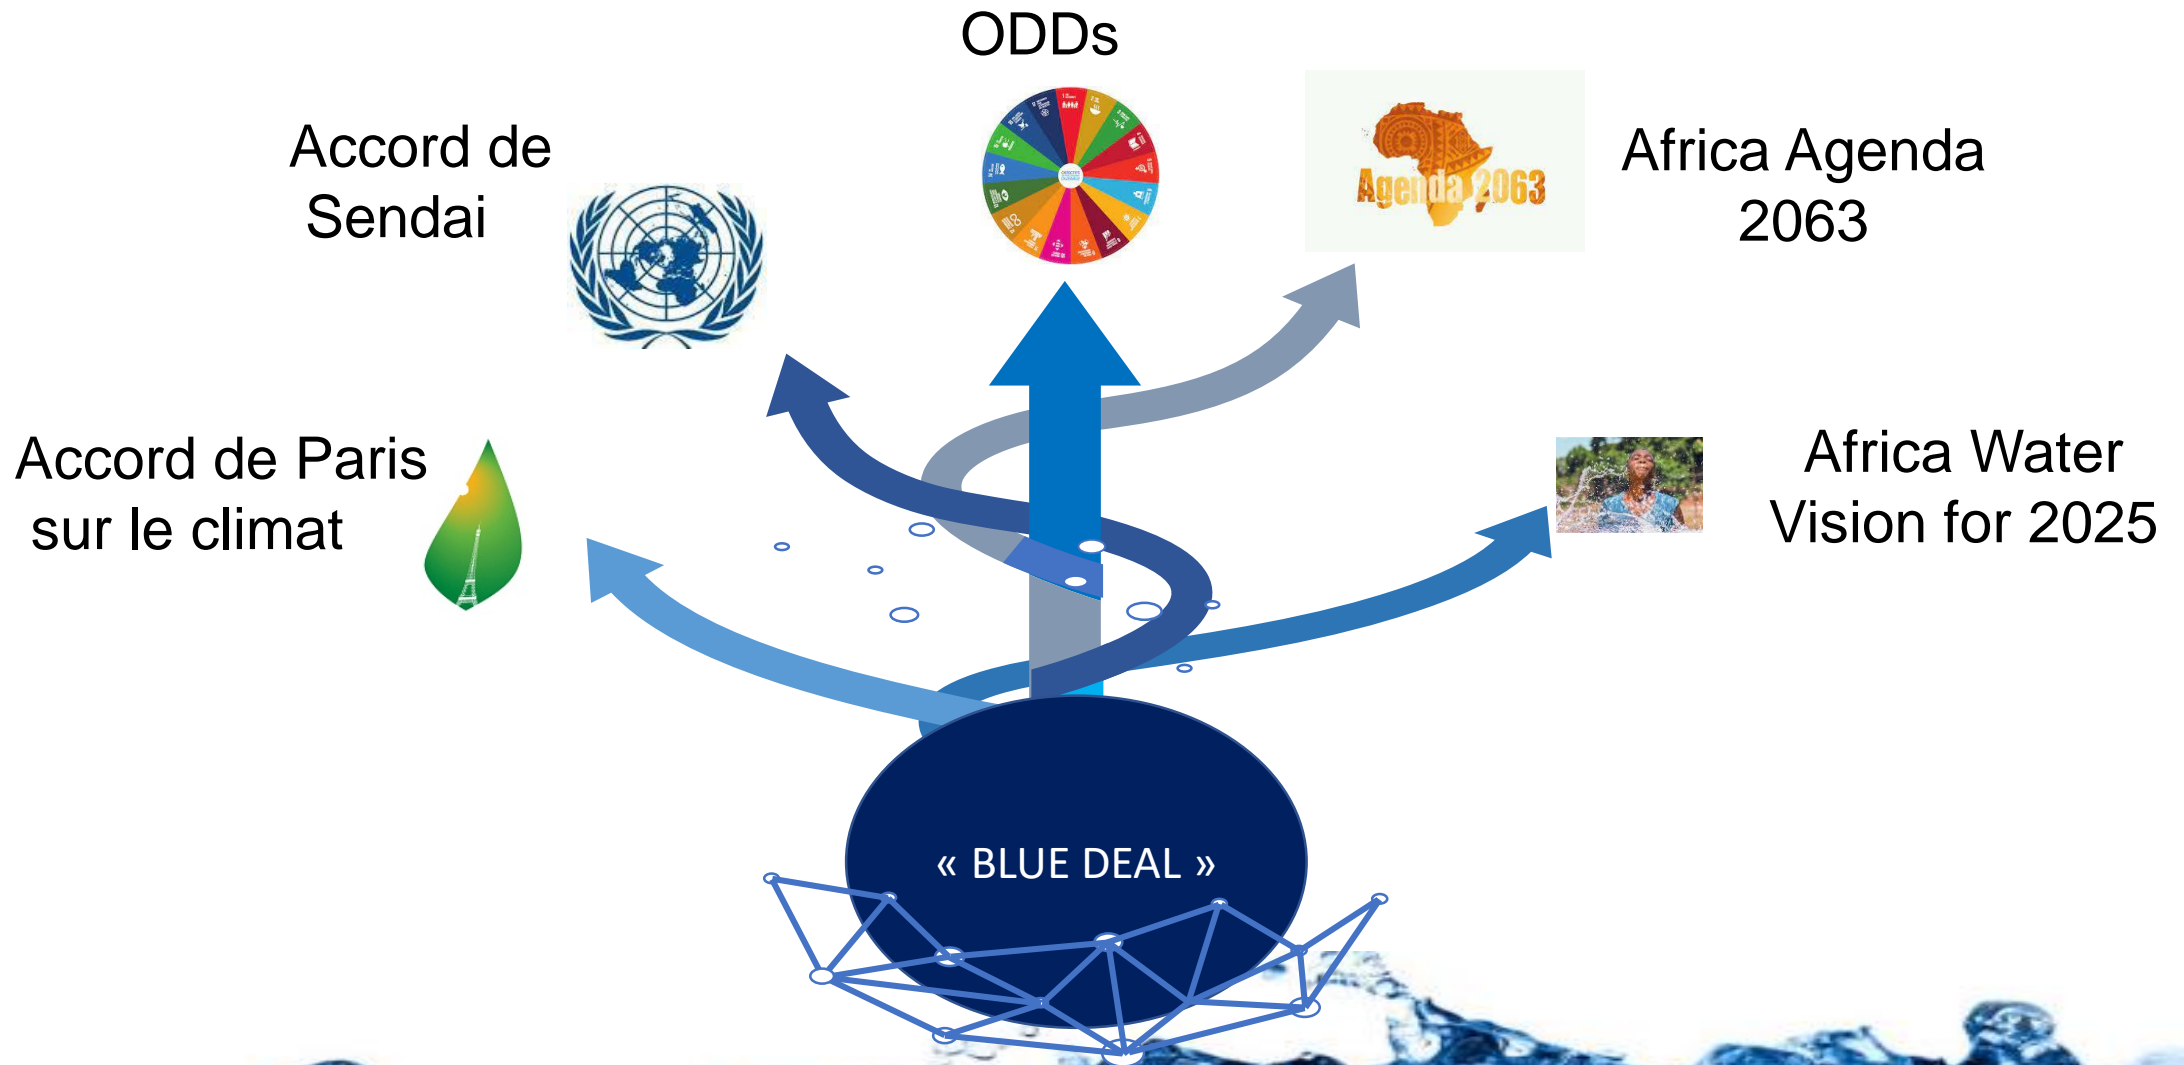 ODDs
Accord de
Sendai
Agenda 2063
Africa Agenda
2063
Accord de Paris
sur le climat
Africa Water
Vision for 2025
« BLUE DEAL »